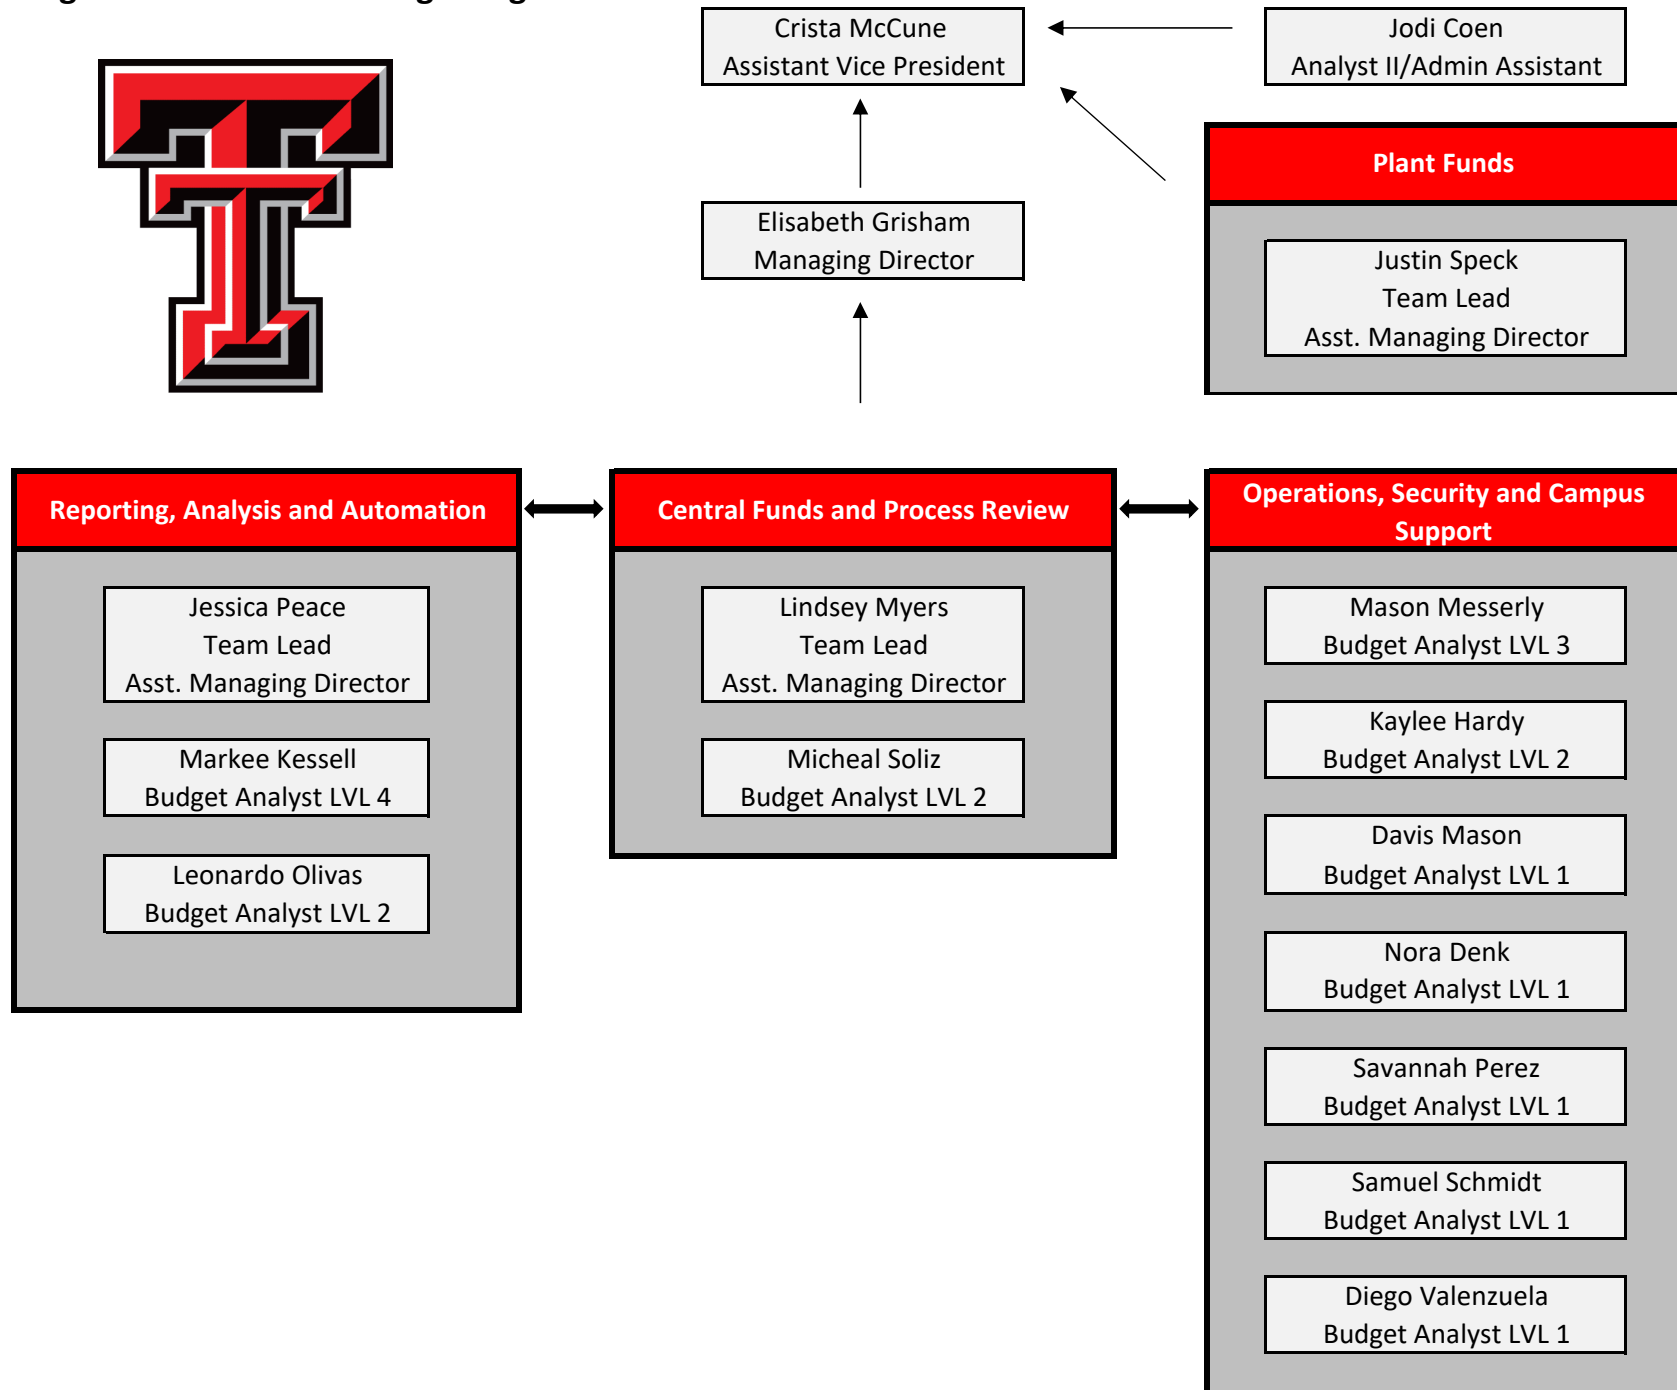 Crista McCune
Assistant Vice President
Jodi Coen
Analyst II/Admin Assistant
Plant Funds
Elisabeth Grisham
Managing Director
Justin Speck
Team Lead
Asst. Managing Director
Reporting, Analysis and Automation
Jessica Peace
Team Lead
Asst. Managing Director
Markee Kessell
Budget Analyst LVL 4
Leonardo Olivas
Budget Analyst LVL 2
Central Funds and Process Review
Lindsey Myers
Team Lead
Asst. Managing Director
Micheal Soliz
Budget Analyst LVL 2
Operations, Security and Campus
Support
Mason Messerly
Budget Analyst LVL 3
Kaylee Hardy
Budget Analyst LVL 2
Davis Mason
Budget Analyst LVL 1
Nora Denk
Budget Analyst LVL 1
Savannah Perez
Budget Analyst LVL 1
Samuel Schmidt
Budget Analyst LVL 1
Diego Valenzuela
Budget Analyst LVL 1